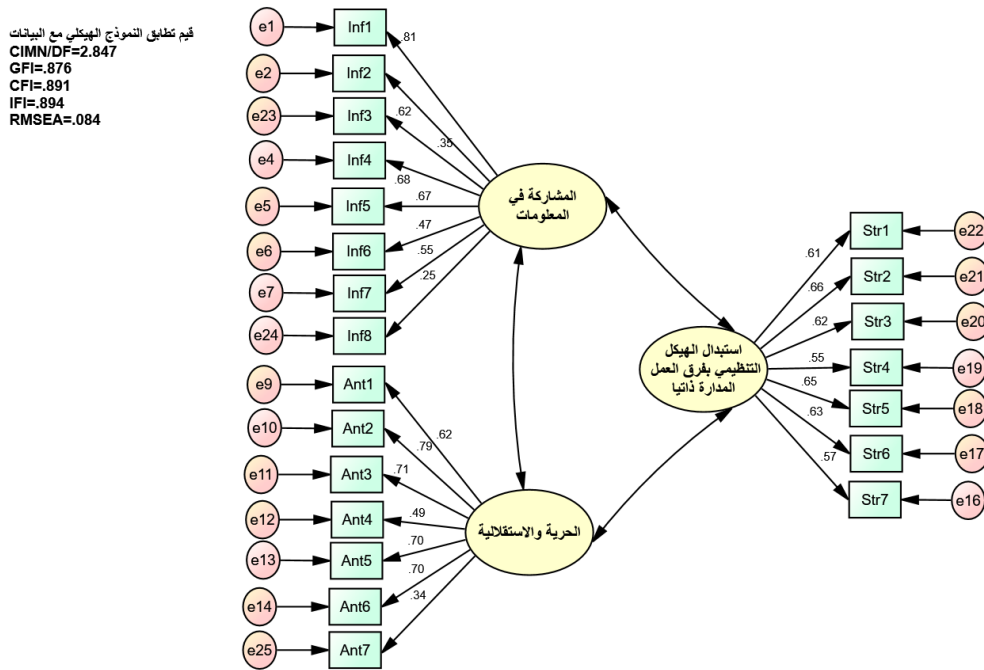 قيم تطابق النموذج الهيكلي مع البيانات
CIMN/DF=2.847
GFI=.876
CFI=.891
IFI=.894
RMSEA=.084
e1
Inf1
.81
e2
Inf2
.35
e23
Inf3
.62
e4
Inf4
.68
e5
Inf5
.67
e6
Inf6
.47
e7
Inf7
.55
e24
Inf8
.25
المشاركة في
المعلومات
e9
Ant1
.62
e10
Ant2
.79
e11
Ant3
.71
e12
Ant4
.49
e13
Ant5
.70
e14
Ant6
.70
e25
Ant7
.34
الحرية والاستقلالية
استبدال الهيكل
التنظيمي بفرق العمل
المدارة ذاتيا
.61
Str1
e22
.66
Str2
e21
.62
Str3
e20
.55
Str4
e19
.65
Str5
e18
.63
Str6
e17
.57
Str7
e16